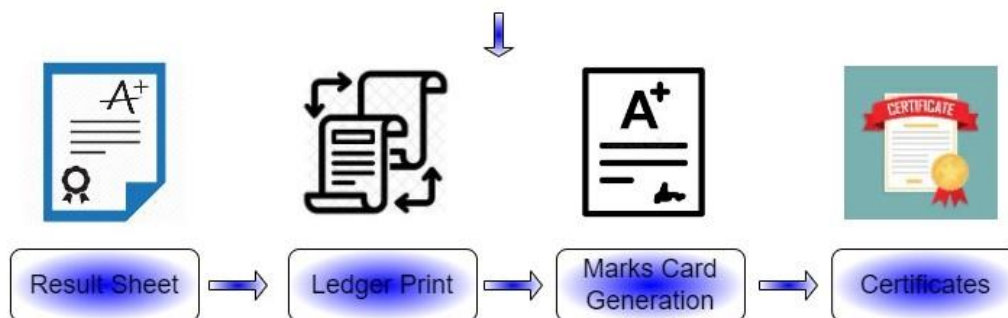 A+
A+
CERTIFICATE
Result Sheet
Ledger Print
Marks Card
Generation
Certificates